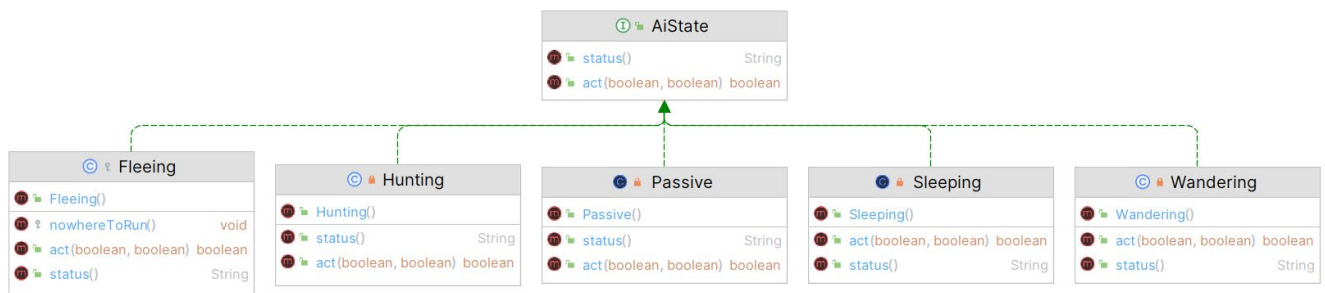 AiState
status() String
act(boolean, boolean) boolean
Fleeing
Fleeing()
nowhereToRun() void
act(boolean, boolean) boolean
status() String
Hunting
Hunting()
status() String
act(boolean, boolean) boolean
Passive
Passive()
status() String
act(boolean, boolean) boolean
Sleeping
Sleeping()
act(boolean, boolean) boolean
status() String
Wandering
Wandering()
act(boolean, boolean) boolean
status() String